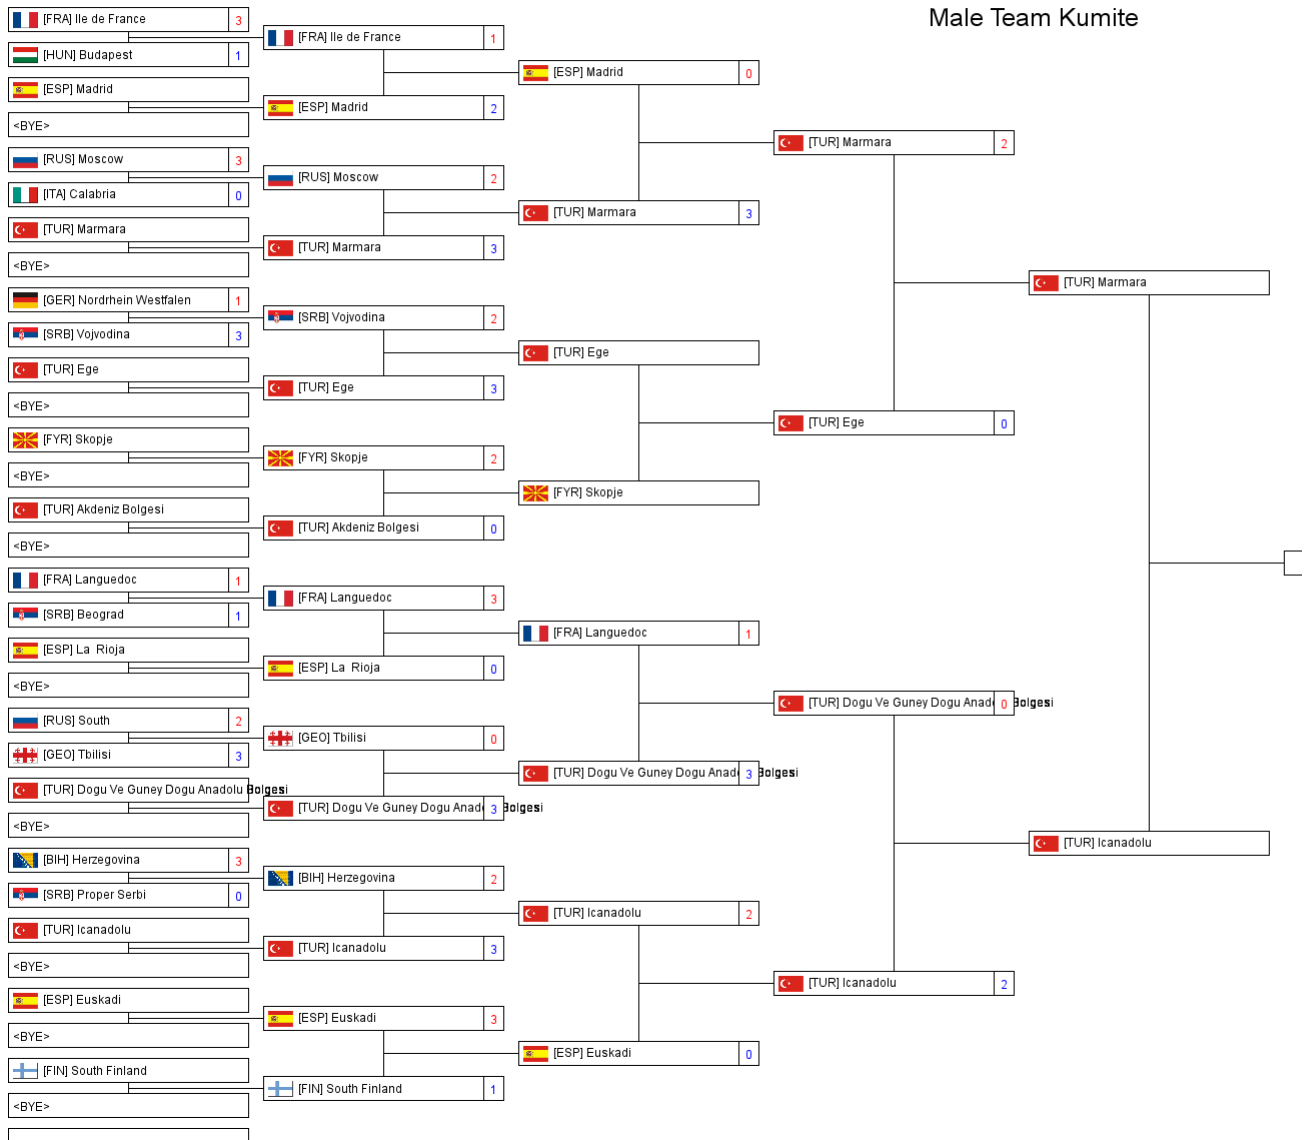 Male Team Kumite
[FRA] Ile de France 3
[HUN] Budapest 1
[ESP] Madrid
<BYE>
[RUS] Moscow 3
[ITA] Calabria 0
[TUR] Marmara
<BYE>
[GER] Nordrhein Westfalen 1
[SRB] Vojvodina 3
[TUR] Ege
<BYE>
[FYR] Skopje
<BYE>
[TUR] Akdeniz Bolgesi
<BYE>
[FRA] Languedoc 1
[SRB] Beograd 1
[ESP] La Rioja
<BYE>
[RUS] South 2
[GEO] Tbilisi 3
[TUR] Dogu Ve Guney Dogu Anadolu Bolgesi
<BYE>
[BIH] Herzegovina 3
[SRB] Proper Serbi 0
[TUR] Icanadolu
<BYE>
[ESP] Euskadi
<BYE>
[FIN] South Finland
<BYE>
[FRA] Ile de France 1
[ESP] Madrid 2
[RUS] Moscow 2
[TUR] Marmara 3
[SRB] Vojvodina 2
[TUR] Ege 3
[FYR] Skopje 2
[TUR] Akdeniz Bolgesi 0
[FRA] Languedoc 3
[ESP] La Rioja 0
[GEO] Tbilisi 0
[TUR] Dogu Ve Guney Dogu Anad 3 Bolgesi
[BIH] Herzegovina 2
[TUR] Icanadolu 3
[ESP] Euskadi 3
[FIN] South Finland 1
[ESP] Madrid 0
[TUR] Marmara 3
[TUR] Ege
[FYR] Skopje
[FRA] Languedoc 1
[TUR] Dogu Ve Guney Dogu Anad 3 Bolgesi
[TUR] Icanadolu 2
[ESP] Euskadi 0
[TUR] Marmara 2
[TUR] Ege 0
[TUR] Dogu Ve Guney Dogu Anad 0 Bolgesi
[TUR] Icanadolu 2
[TUR] Marmara
[TUR] Icanadolu